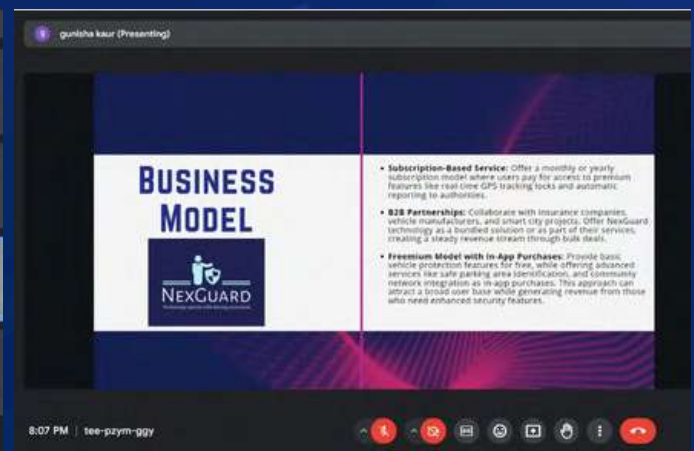 gunisha kaur (Presenting)
BUSINESS
MODEL
NEXGUARD
• Subscription-Based Service: Offer a monthly or yearly
subscription model where users pay for access to premium
features like real-time GPS tracking locks and automatic
reporting to authorities.
• B2B Partnerships: Collaborate with insurance companies,
vehicle manufacturers, and smart city projects. Offer NexGuard
technology as a bundled solution or as part of their services,
creating a steady revenue stream through bulk deals.
• Freemium Model with In-App Purchases: Provide basic
vehicle protection features for free, while offering advanced
services like safe parking area identification, and community
network integration as in-app purchases. This approach can
attract a broad user base while generating revenue from those
who need enhanced security features.
8:07 PM | tee-pzym-ggy